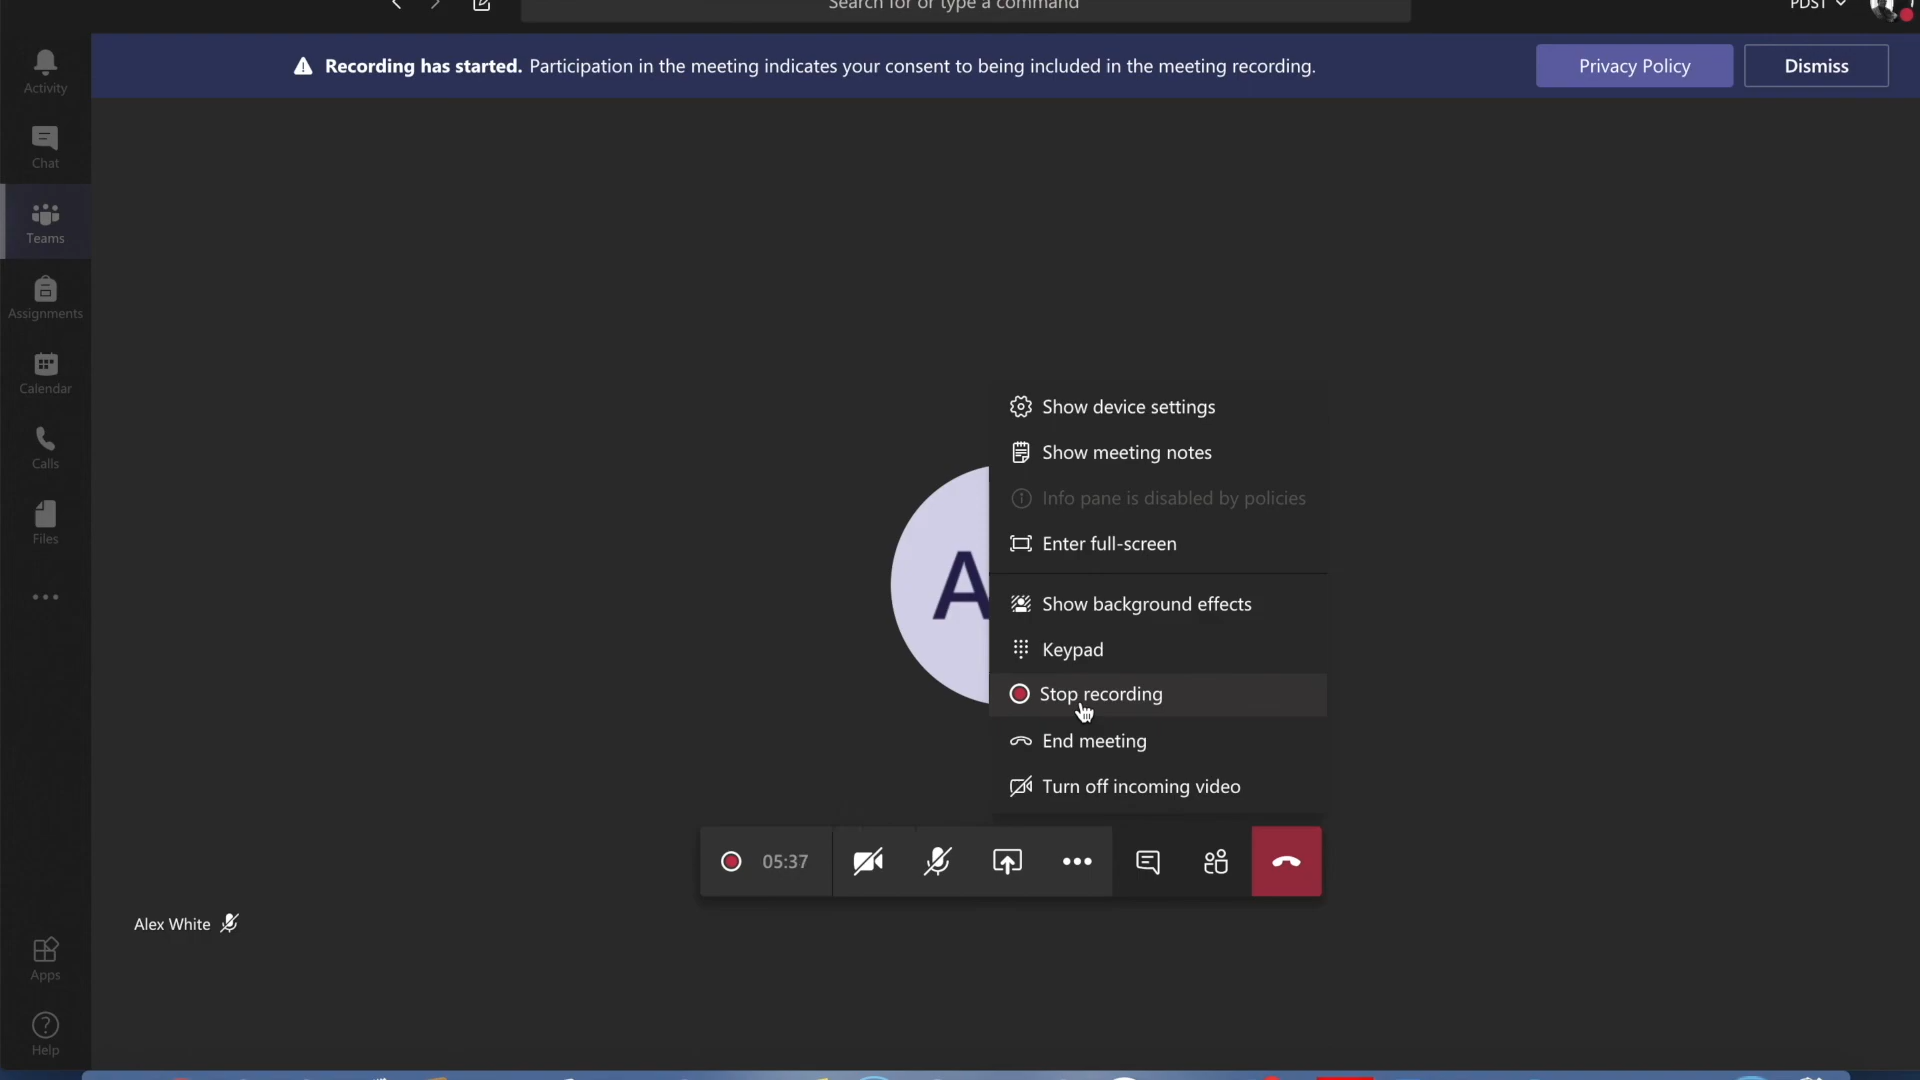 Search for or type a command
PDST
Recording has started. Participation in the meeting indicates your consent to being included in the meeting recording.
Privacy Policy
Dismiss
Activity
Chat
Teams
Assignments
Calendar
Calls
Files
Show device settings
Show meeting notes
Info pane is disabled by policies
Enter full-screen
A
Show background effects
Keypad
Stop recording
End meeting
Turn off incoming video
05:37
Alex White
Apps
Help